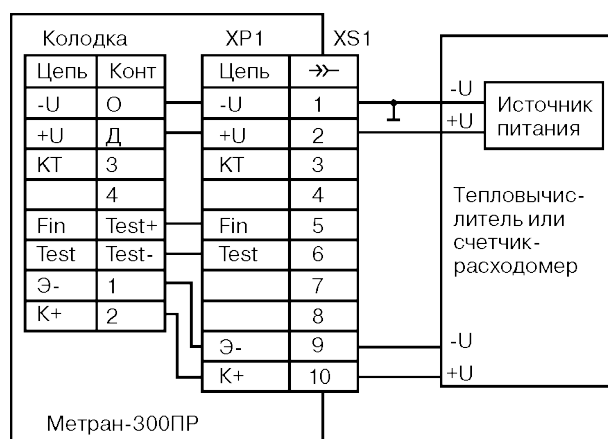 Колодка XP1 XS1
Цепь Конт Цепь
-U О -U 1 -U
+U Д +U 2 +U
Источник
питания
КТ 3 КТ 3
4 4
Fin Test+ Fin 5
Test Test- Test 6
Э- 1 7
К+ 2 8
Э- 9 -U
К+ 10 +U
Тепловычис-
литель или
счетчик-
расходомер
Метран-300ПР